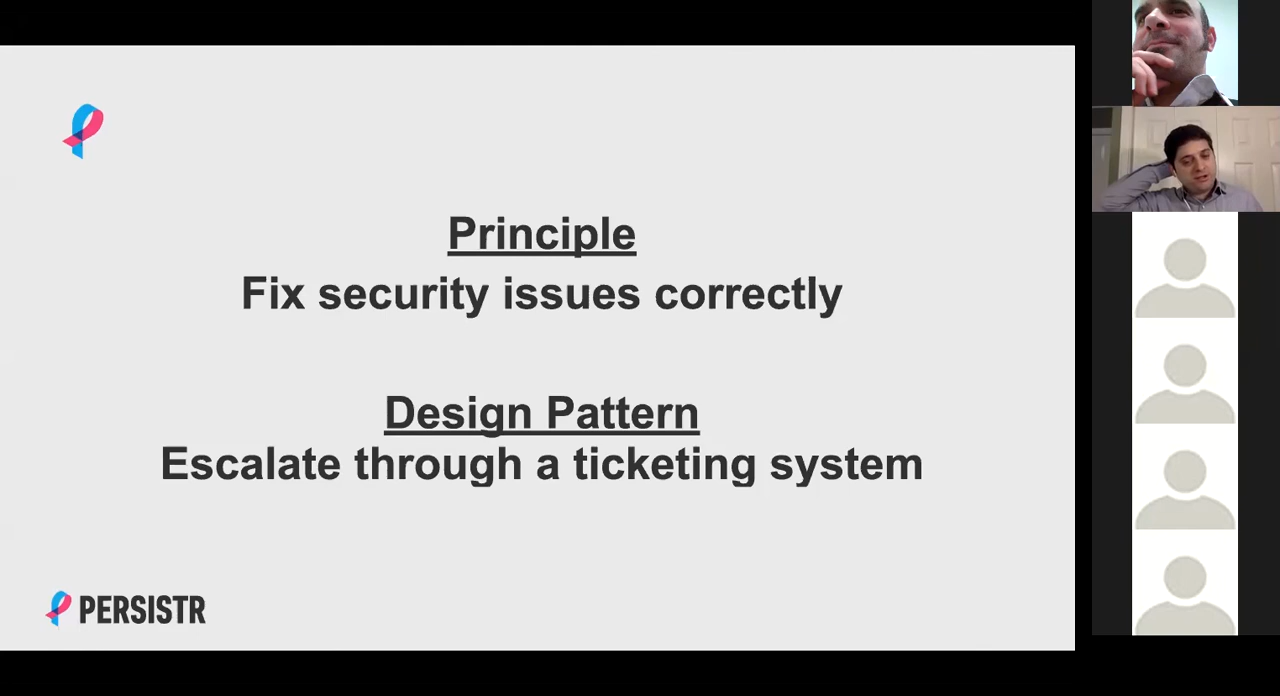 Principle
Fix security issues correctly
Design Pattern
Escalate through a ticketing system
PERSISTR